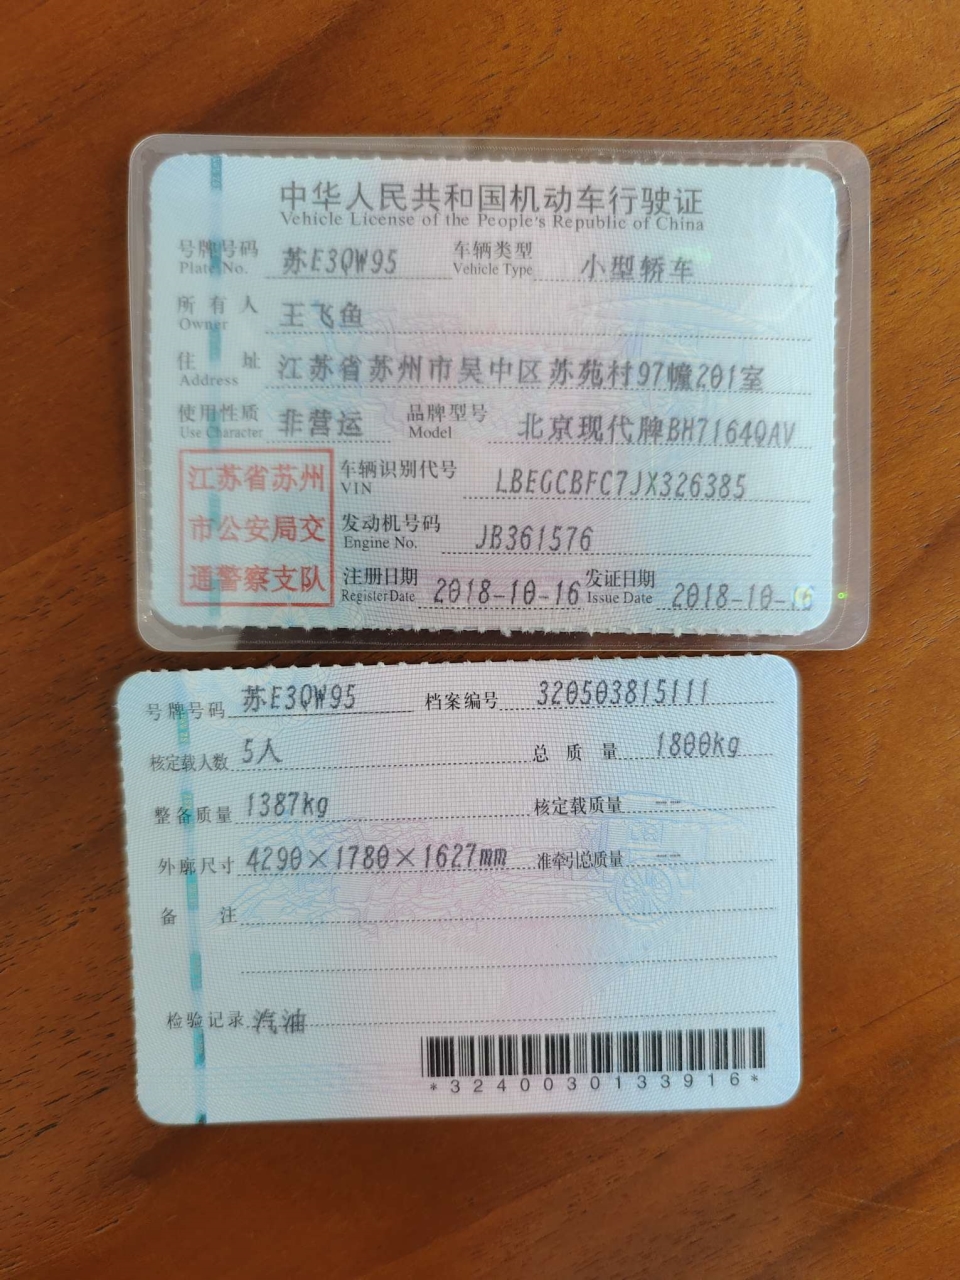 中华人民共和国机动车行驶证
Vehicle License of the People's Republic of China
号牌号码 Plate No. 苏E3QW95 车辆类型 Vehicle Type 小型轿车
所有人 Owner 王飞鱼
住址 Address 江苏省苏州市吴中区苏苑村97幢201室
使用性质 Use Character 非营运 品牌型号 Model 北京现代牌BH7164QAV
江苏省苏州
市公安局交
通警察支队
车辆识别代号 VIN LBEGCBFC7JX326385
发动机号码 Engine No. JB361576
注册日期 Register Date 2018-10-16 发证日期 Issue Date 2018-10-16
号牌号码 苏E3QW95 档案编号 320503815111
核定载人数 5人 总质量 1800kg
整备质量 1387kg 核定载质量 ——
外廓尺寸 4290×1780×1627mm 准牵引总质量 ——
备注
检验记录 汽油
*3240030133916*